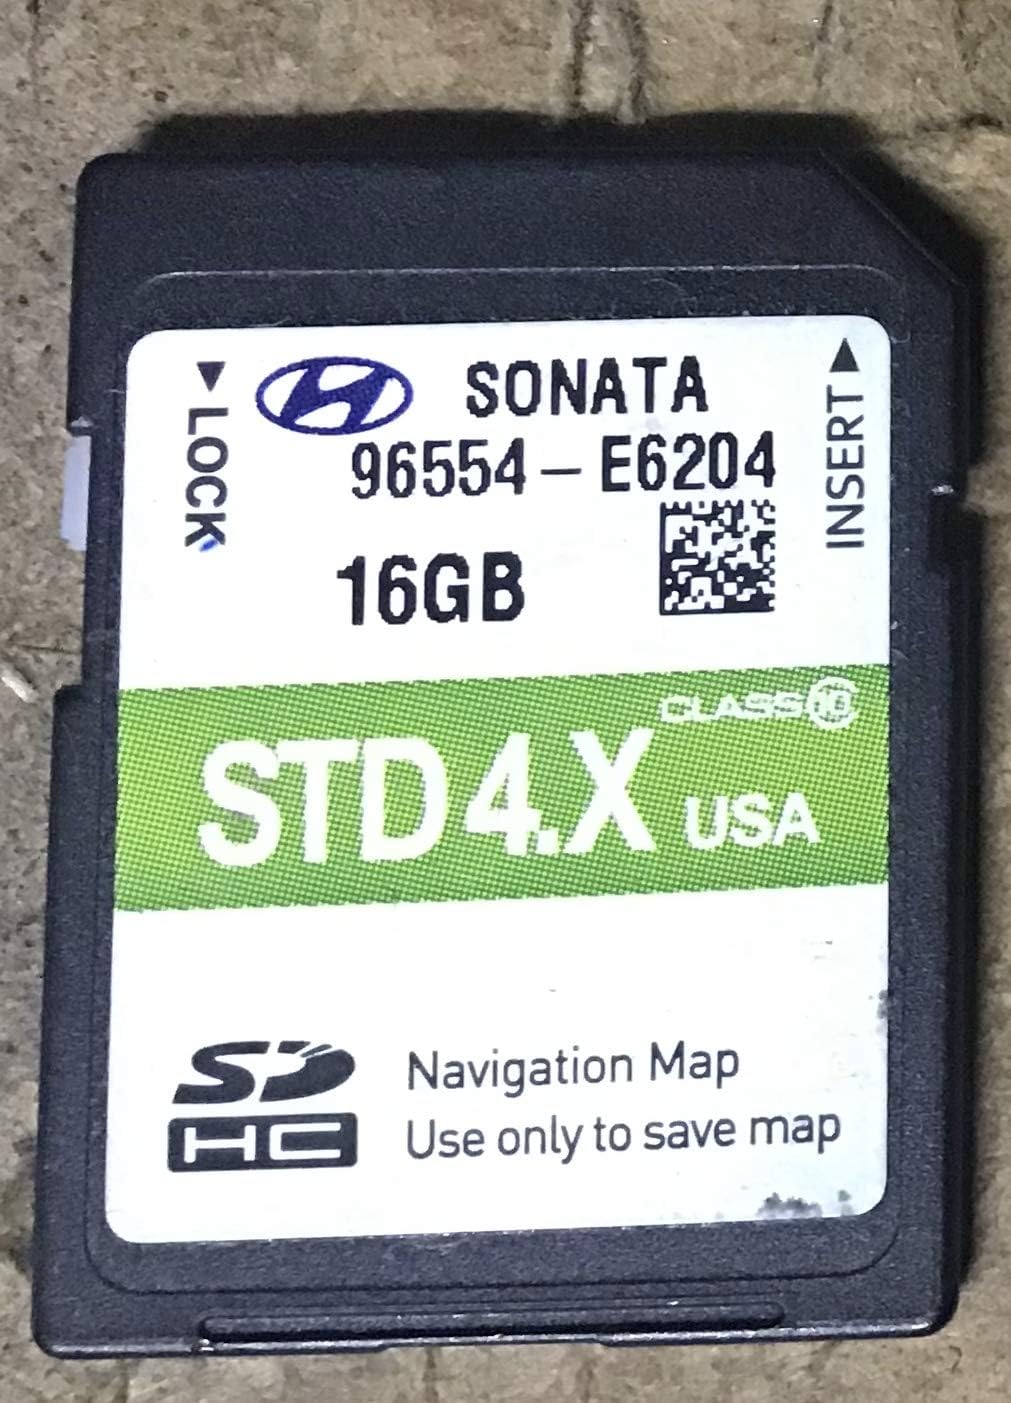 LOCK
SONATA
INSERT
96554-E6204
16GB
CLASS 10
STD 4.X USA
SD
HC
Navigation Map
Use only to save map